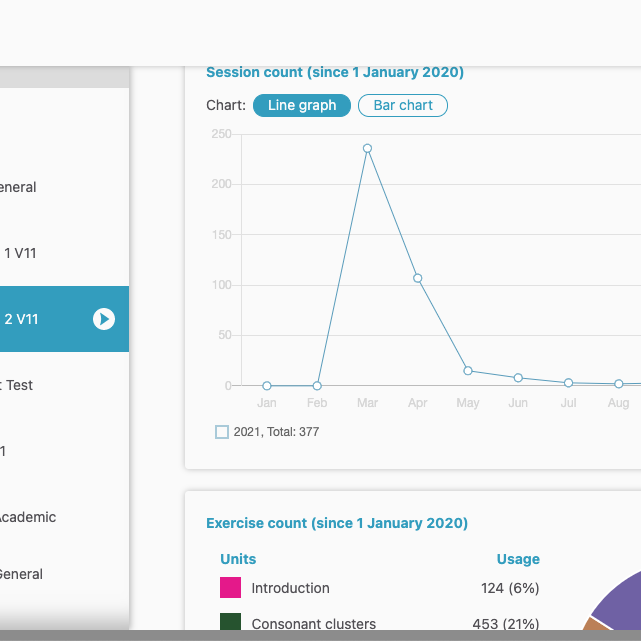 Session count (since 1 January 2020)
Chart: Line graph Bar chart
250
200
150
100
50
0
Jan Feb Mar Apr May Jun Jul Aug
2021, Total: 377
eneral
1 V11
2 V11
t Test
1
Academic
General
Exercise count (since 1 January 2020)
Units Usage
Introduction 124 (6%)
Consonant clusters 453 (21%)